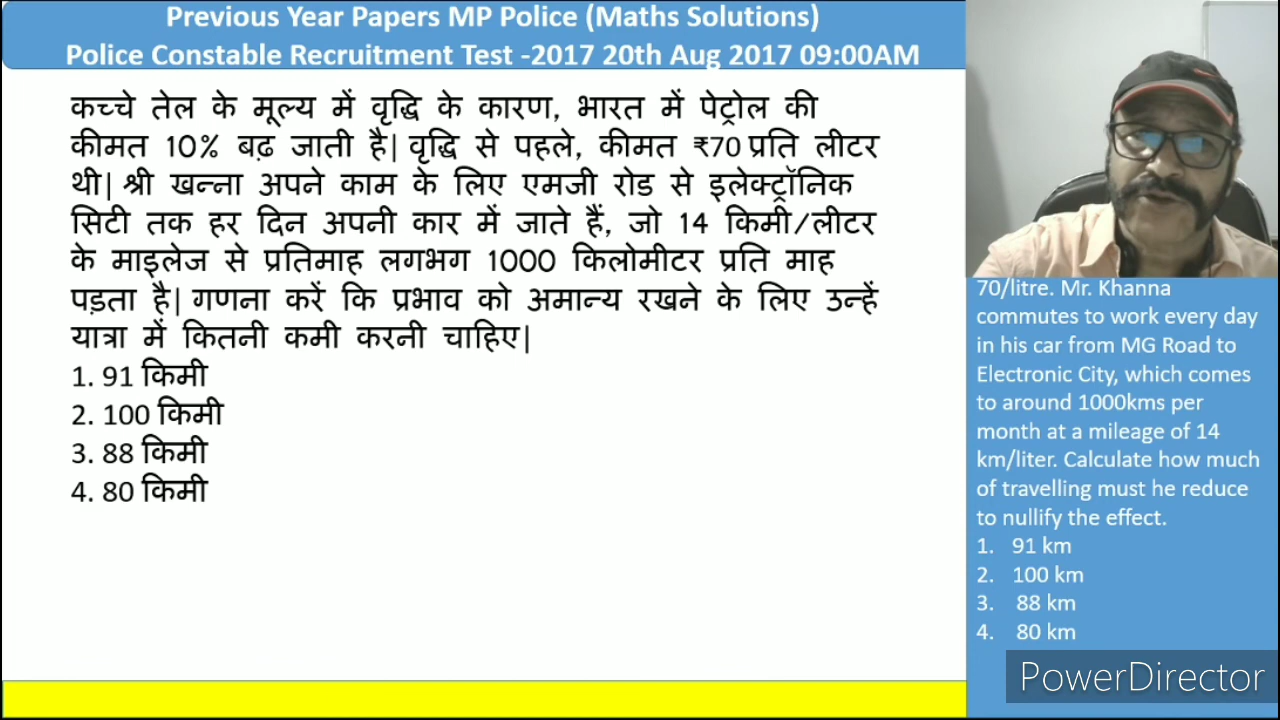 Previous Year Papers MP Police (Maths Solutions)
Police Constable Recruitment Test -2017 20th Aug 2017 09:00AM
कच्चे तेल के मूल्य में वृद्धि के कारण, भारत में पेट्रोल की
कीमत 10% बढ़ जाती है| वृद्धि से पहले, कीमत ₹70 प्रति लीटर
थी| श्री खन्ना अपने काम के लिए एमजी रोड से इलेक्ट्रॉनिक
सिटी तक हर दिन अपनी कार में जाते हैं, जो 14 किमी/लीटर
के माइलेज से प्रतिमाह लगभग 1000 किलोमीटर प्रति माह
पड़ता है| गणना करें कि प्रभाव को अमान्य रखने के लिए उन्हें
यात्रा में कितनी कमी करनी चाहिए|
1. 91 किमी
2. 100 किमी
3. 88 किमी
4. 80 किमी
70/litre. Mr. Khanna
commutes to work every day
in his car from MG Road to
Electronic City, which comes
to around 1000kms per
month at a mileage of 14
km/liter. Calculate how much
of travelling must he reduce
to nullify the effect.
1. 91 km
2. 100 km
3. 88 km
4. 80 km
PowerDirector